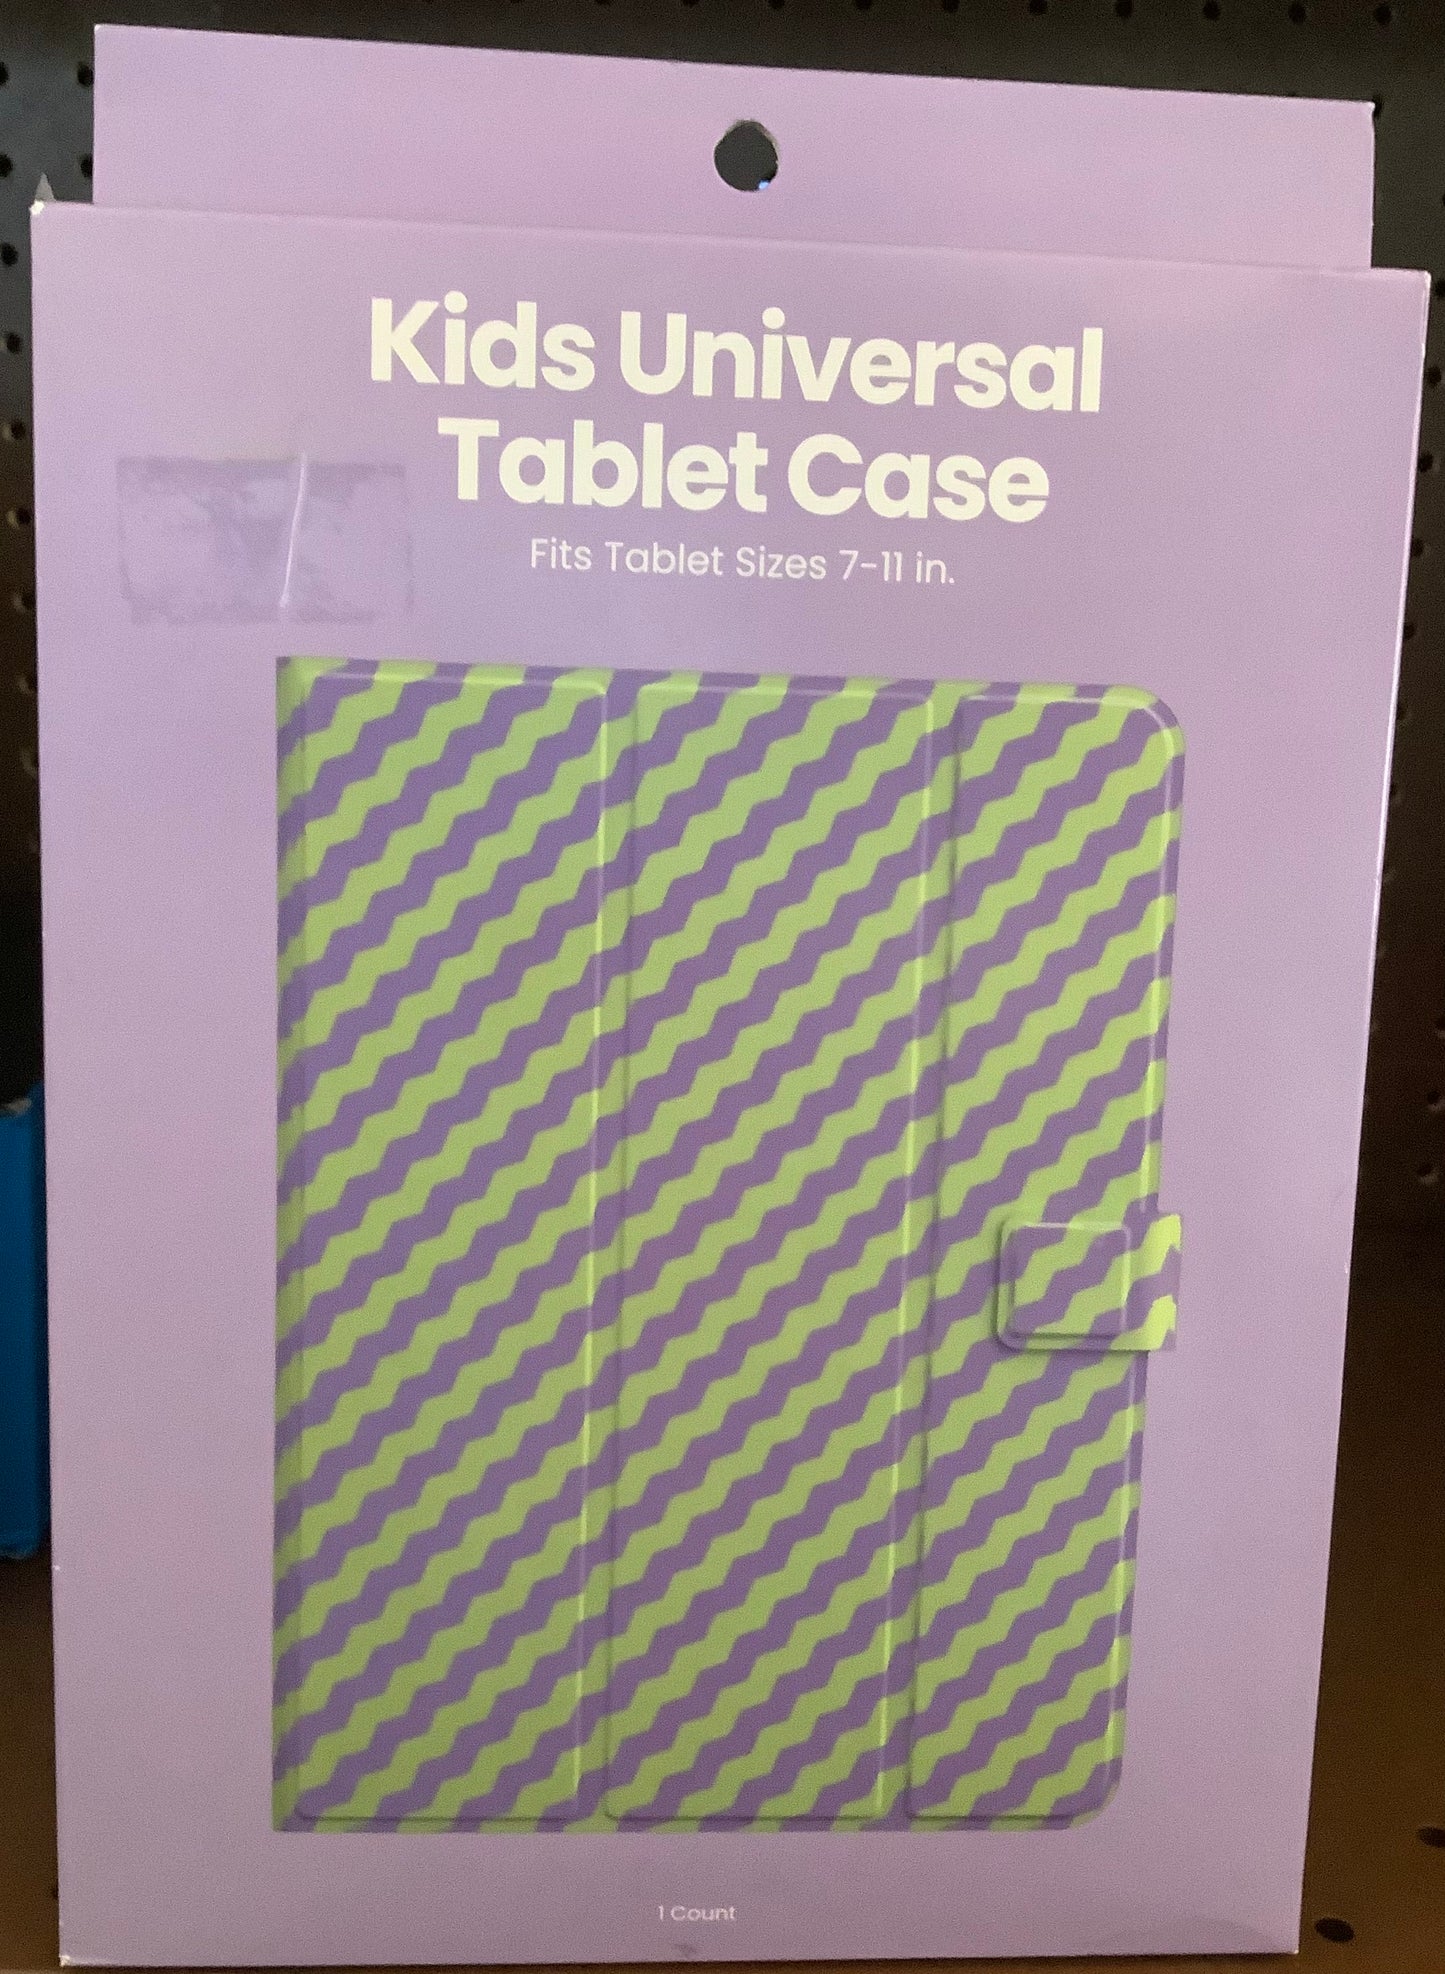 Kids Universal
Tablet Case
Fits Tablet Sizes 7-11 in.
1 Count